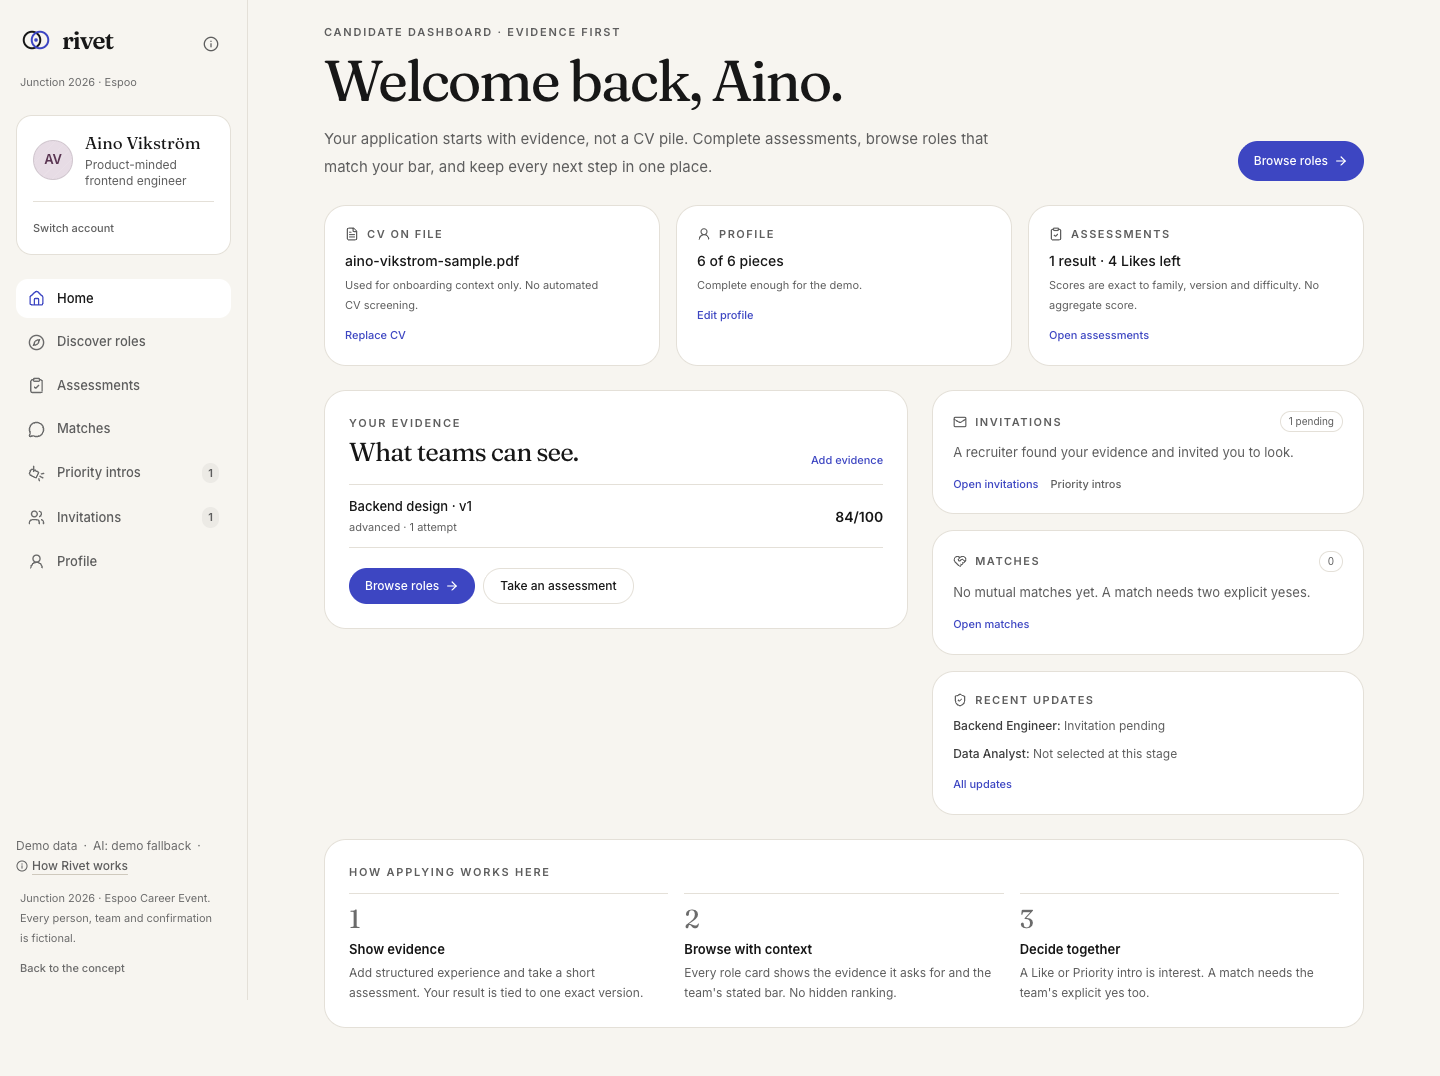 rivet
Junction 2026 · Espoo
AV
Aino Vikström
Product-minded
frontend engineer
Switch account
Home
Discover roles
Assessments
Matches
Priority intros 1
Invitations 1
Profile
Demo data · AI: demo fallback ·
How Rivet works
Junction 2026 · Espoo Career Event.
Every person, team and confirmation
is fictional.
Back to the concept
CANDIDATE DASHBOARD · EVIDENCE FIRST
Welcome back, Aino.
Your application starts with evidence, not a CV pile. Complete assessments, browse roles that
match your bar, and keep every next step in one place.
Browse roles
CV ON FILE
aino-vikstrom-sample.pdf
Used for onboarding context only. No automated
CV screening.
Replace CV
PROFILE
6 of 6 pieces
Complete enough for the demo.
Edit profile
ASSESSMENTS
1 result · 4 Likes left
Scores are exact to family, version and difficulty. No
aggregate score.
Open assessments
YOUR EVIDENCE
What teams can see.
Add evidence
Backend design · v1
advanced · 1 attempt
84/100
Browse roles
Take an assessment
INVITATIONS
1 pending
A recruiter found your evidence and invited you to look.
Open invitations Priority intros
MATCHES
0
No mutual matches yet. A match needs two explicit yeses.
Open matches
RECENT UPDATES
Backend Engineer: Invitation pending
Data Analyst: Not selected at this stage
All updates
HOW APPLYING WORKS HERE
1
Show evidence
Add structured experience and take a short
assessment. Your result is tied to one exact version.
2
Browse with context
Every role card shows the evidence it asks for and the
team's stated bar. No hidden ranking.
3
Decide together
A Like or Priority intro is interest. A match needs the
team's explicit yes too.